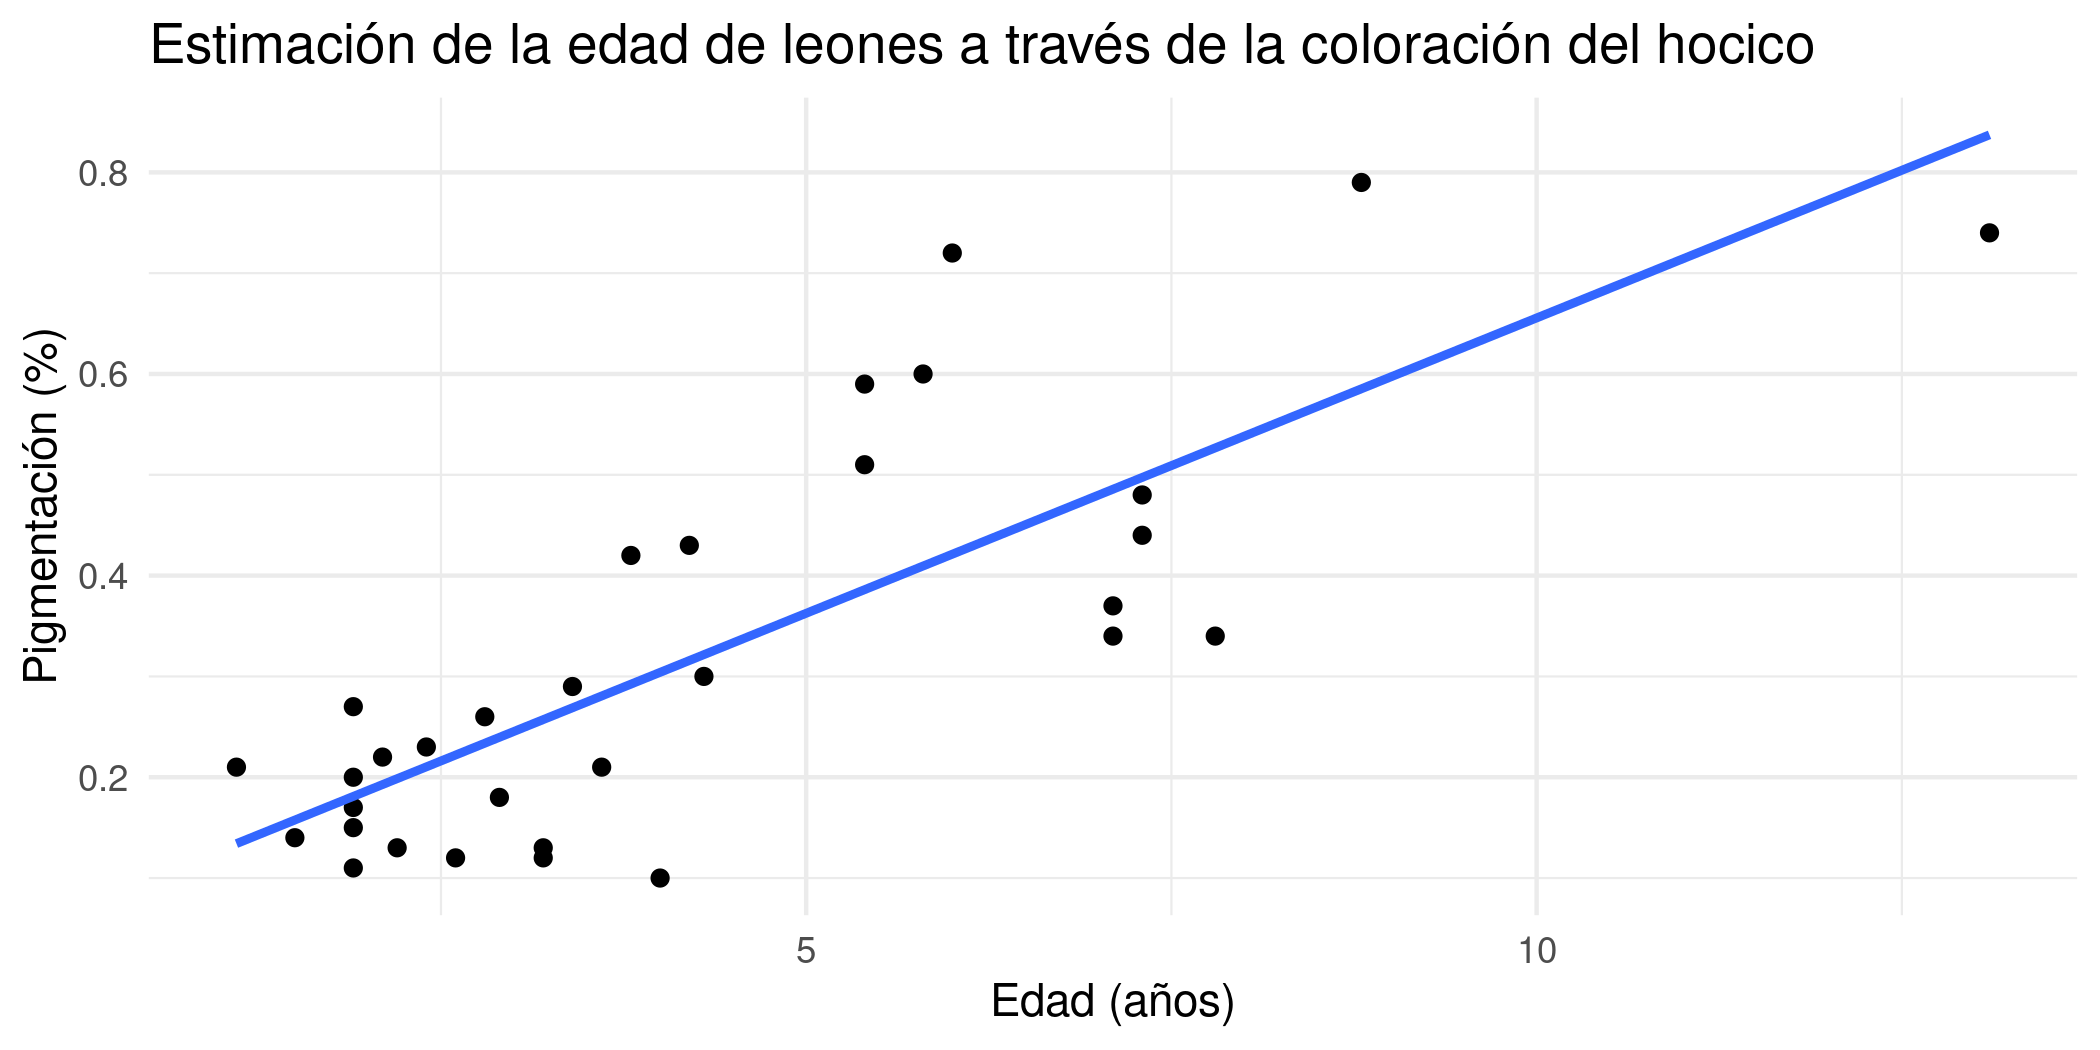 Estimación de la edad de leones a través de la coloración del hocico
0.8
0.6
0.4
0.2
Pigmentación (%)
5
10
Edad (años)